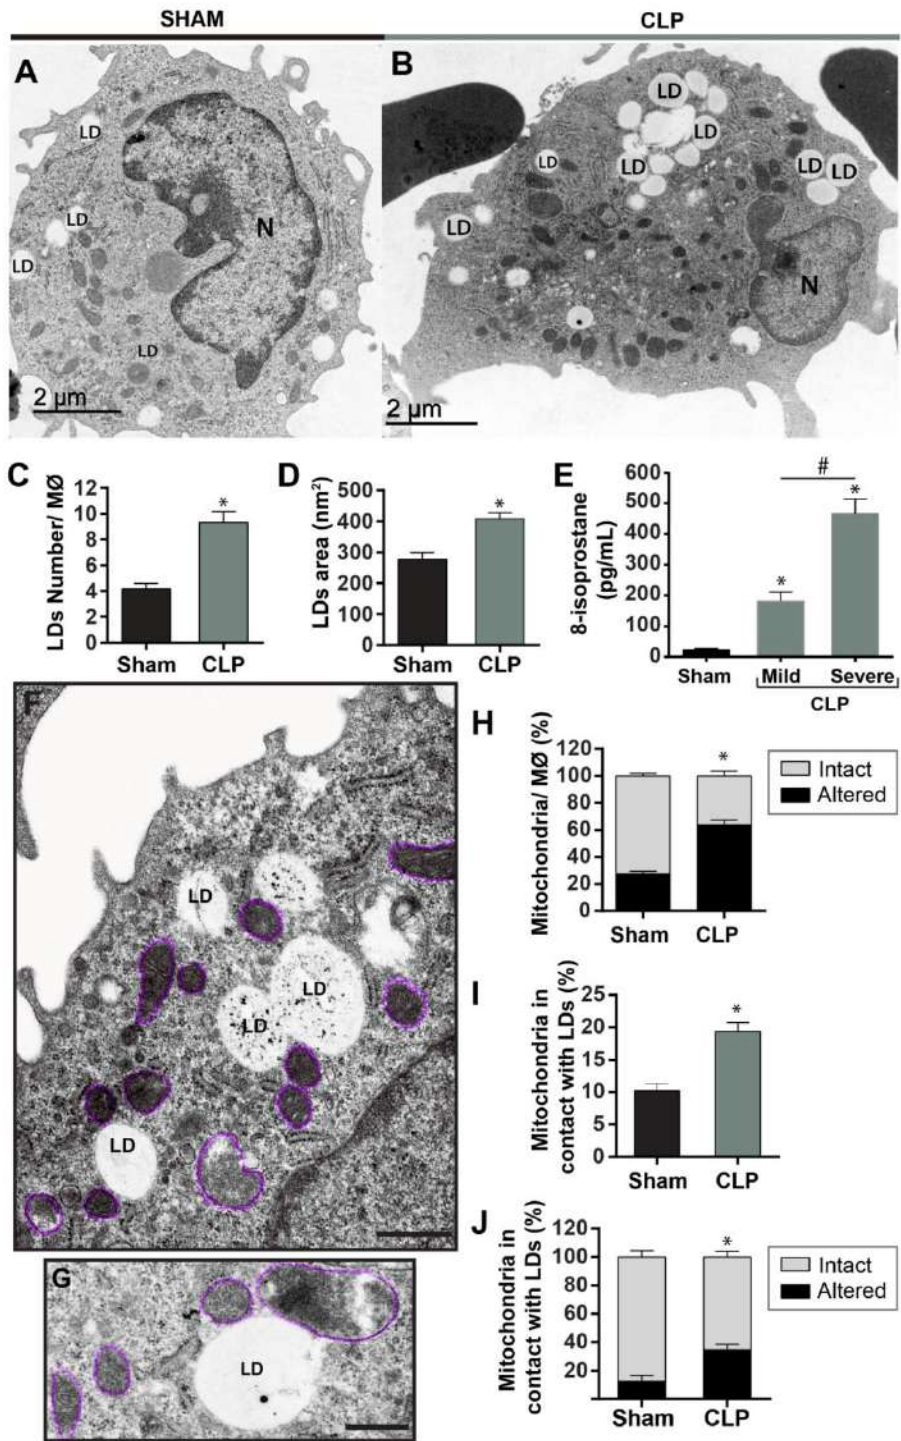 SHAM CLP
A
LD
LD
LD
LD
N
2 µm
B
LD
LD
LD
LD
LD
LD
LD
N
2 µm
C
LDs Number/ MØ
12
10
8
6
4
2
0
*
Sham CLP
D
LDs area (nm²)
500
400
300
200
100
0
*
Sham CLP
E
8-isoprostane
(pg/mL)
600
500
400
300
200
100
0
#
*
*
Sham Mild Severe
CLP
F
LD
LD
LD
LD
G
LD
H
Mitochondria/ MØ (%)
120
100
80
60
40
20
0
*
Sham CLP
Intact
Altered
I
Mitochondria in
contact with LDs (%)
25
20
15
10
5
0
*
Sham CLP
J
Mitochondria in
contact with LDs (%)
120
100
80
60
40
20
*
Sham CLP
Intact
Altered